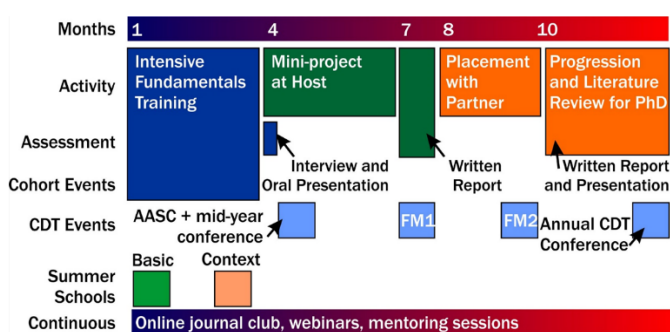 Months 1 4 7 8 10
Activity
Intensive
Fundamentals
Training
Mini-project
at Host
Placement
with
Partner
Progression
and Literature
Review for PhD
Assessment
Interview and
Oral Presentation
Written
Report
Written Report
and Presentation
Cohort Events
CDT Events
AASC + mid-year
conference
FM1
FM2
Annual CDT
Conference
Summer
Schools
Basic
Context
Continuous
Online journal club, webinars, mentoring sessions